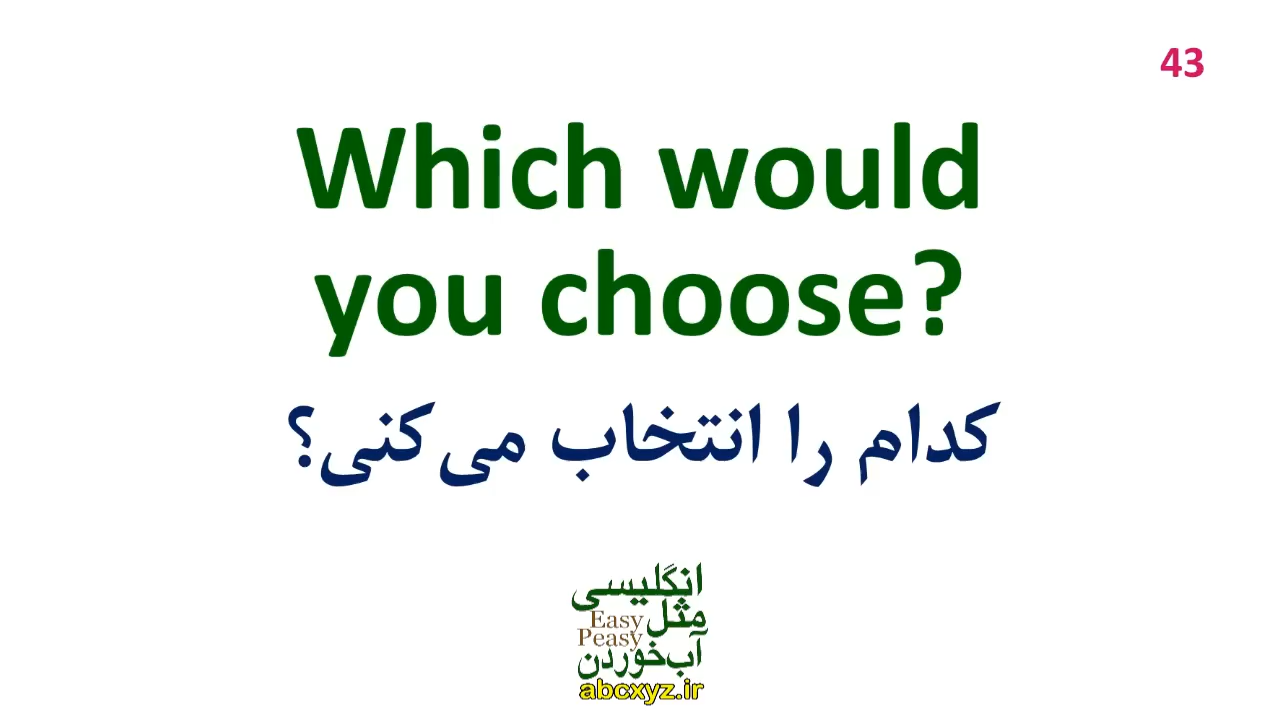 43
Which would
you choose?
کدام را انتخاب می‌کنی؟
انگلیسی
مثل
Easy
Peasy
آب‌خوردن
abcxyz.ir